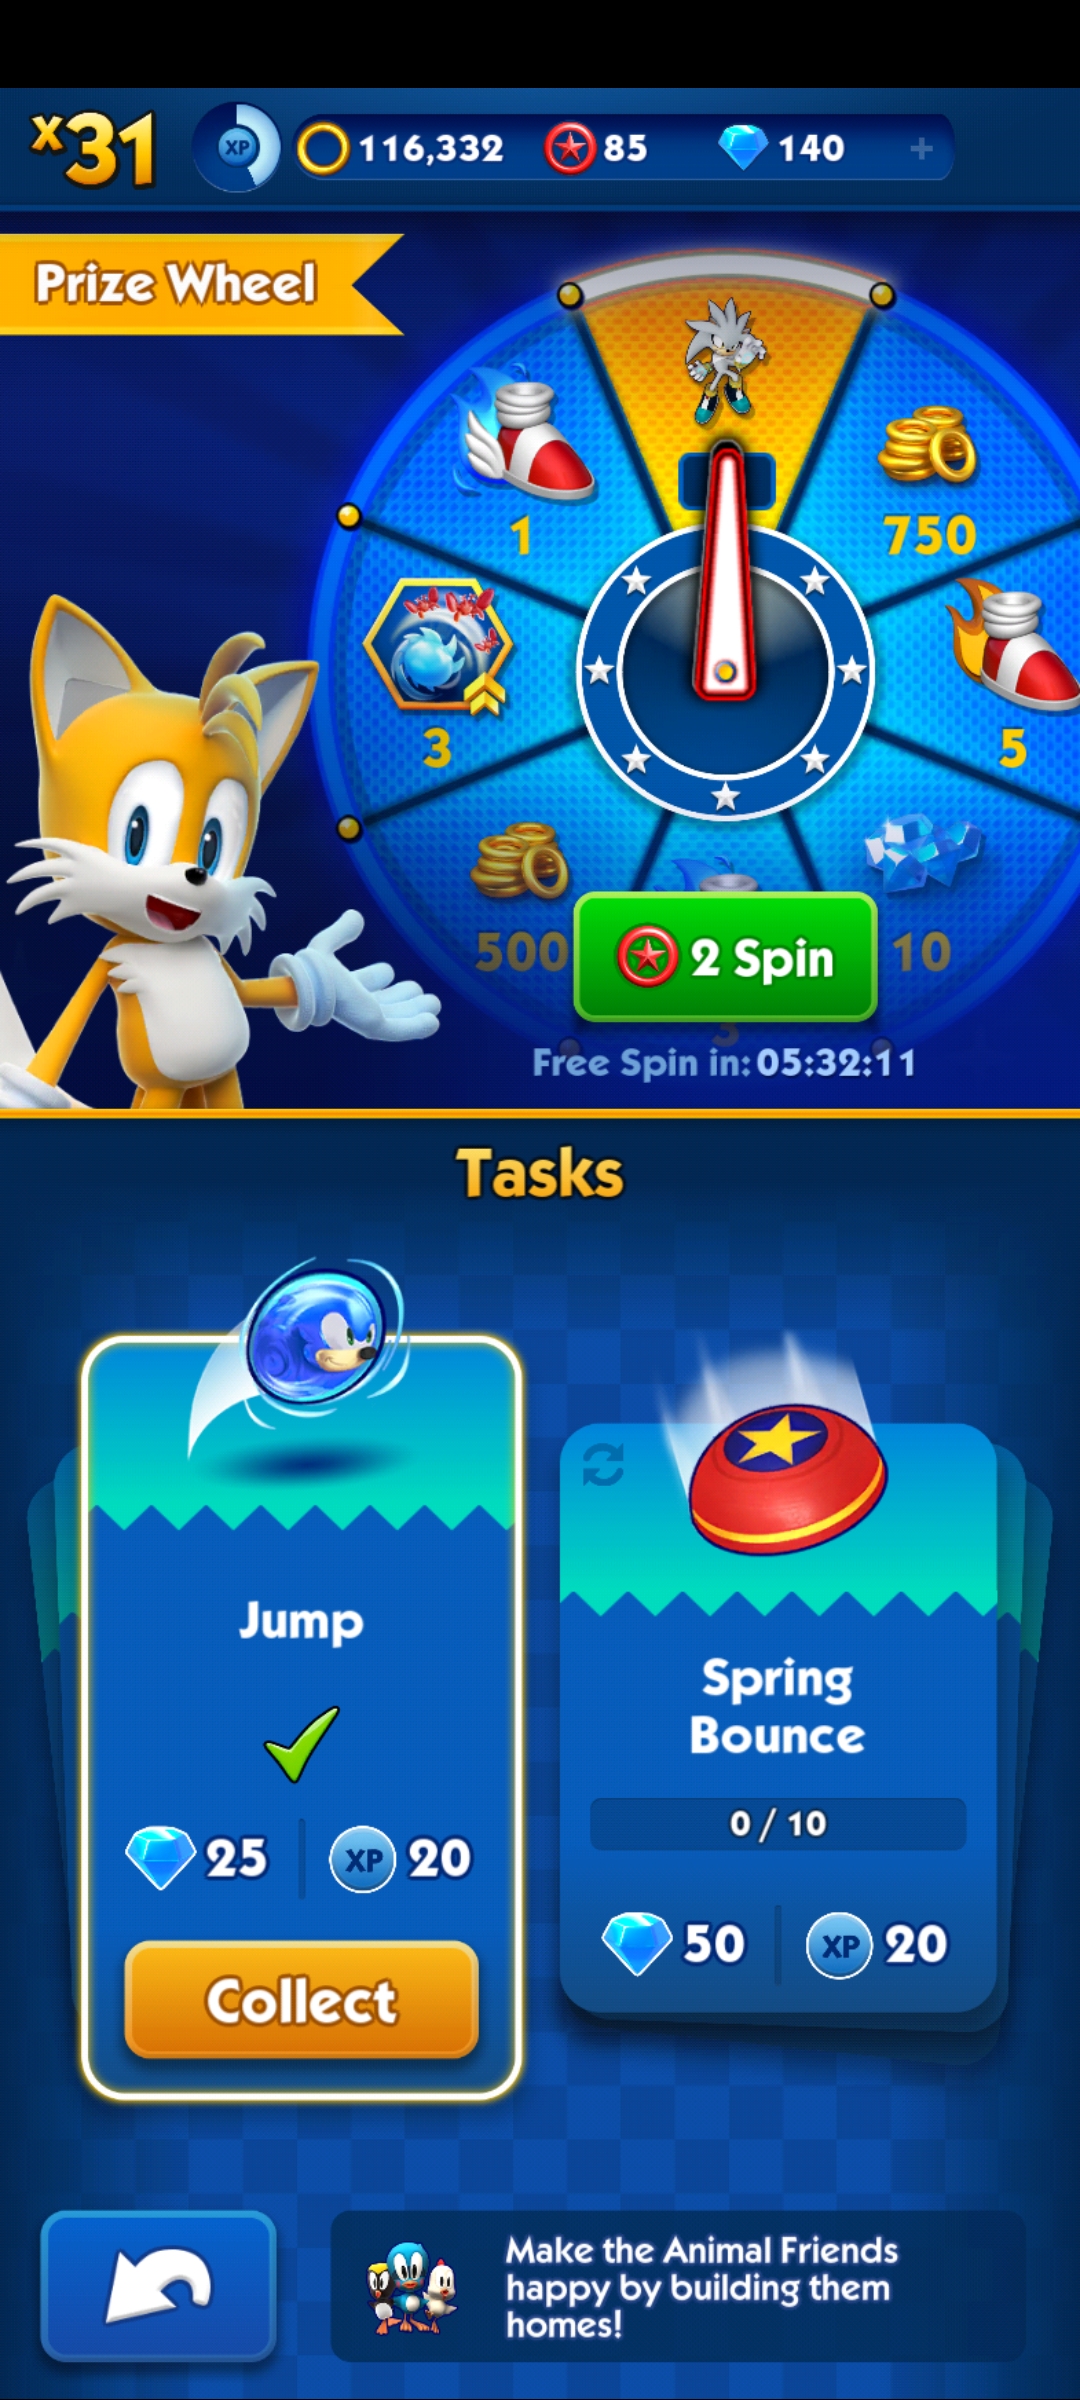 x31
XP
116,332
85
140
+
Prize Wheel
1
750
3
5
500
2 Spin
10
3
Free Spin in: 05:32:11
Tasks
Jump
25
XP
20
Collect
Spring
Bounce
0 / 10
50
XP
20
Make the Animal Friends
happy by building them
homes!